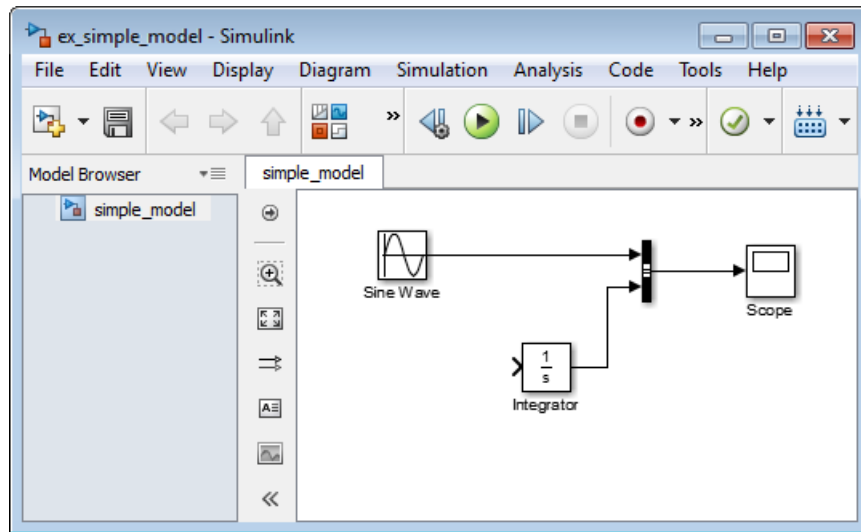 ex_simple_model - Simulink
File Edit View Display Diagram Simulation Analysis Code Tools Help
Model Browser
simple_model
simple_model
Sine Wave
Scope
1
s
Integrator